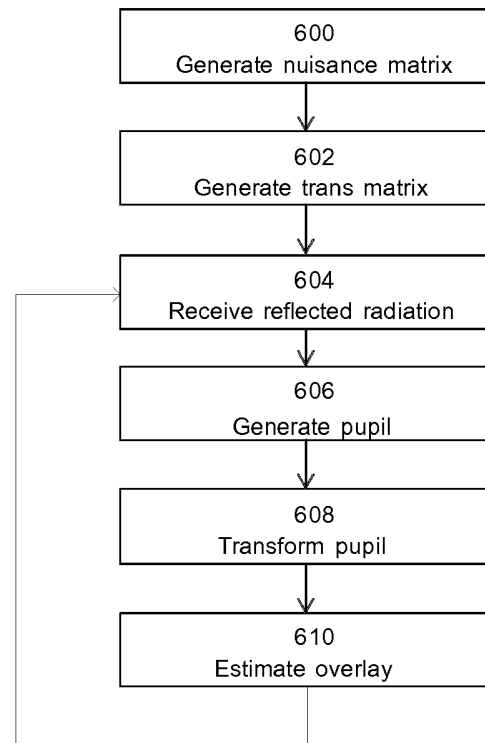 600
Generate nuisance matrix
602
Generate trans matrix
604
Receive reflected radiation
606
Generate pupil
608
Transform pupil
610
Estimate overlay